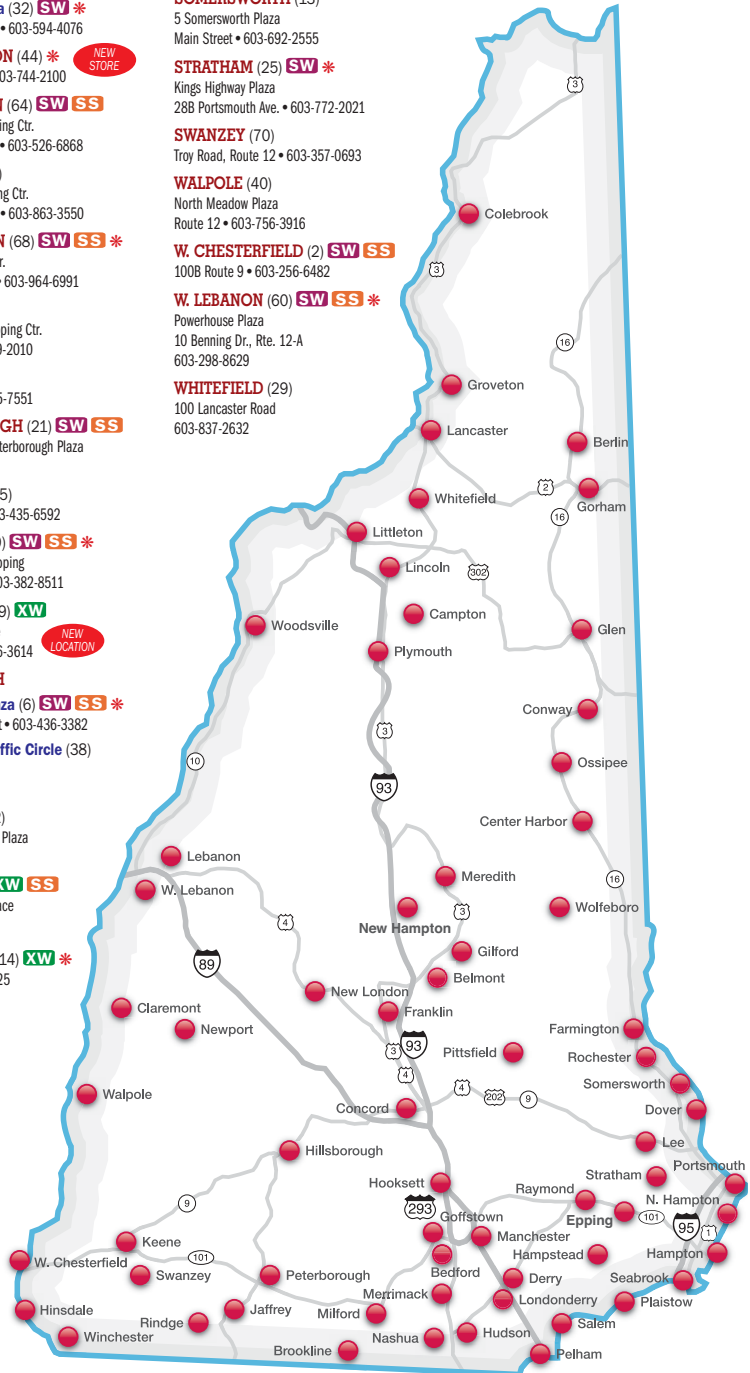 a (32) SW *
• 603-594-4076
ON (44) *
NEW
STORE
03-744-2100
N (64) SW SS
ing Ctr.
• 603-526-6868
)
ng Ctr.
• 603-863-3550
N (68) SW SS *
r.
• 603-964-6991
ping Ctr.
9-2010
5-7551
GH (21) SW SS
terborough Plaza
5)
3-435-6592
) SW SS *
pping
03-382-8511
9) XW
NEW
LOCATION
6-3614
H
za (6) SW SS *
t • 603-436-3382
ffic Circle (38)
2)
Plaza
XW SS
nce
14) XW *
25
SOMERSWORTH (13)
5 Somersworth Plaza
Main Street • 603-692-2555
STRATHAM (25) SW *
Kings Highway Plaza
28B Portsmouth Ave. • 603-772-2021
SWANZEY (70)
Troy Road, Route 12 • 603-357-0693
WALPOLE (40)
North Meadow Plaza
Route 12 • 603-756-3916
W. CHESTERFIELD (2) SW SS
100B Route 9 • 603-256-6482
W. LEBANON (60) SW SS *
Powerhouse Plaza
10 Benning Dr., Rte. 12-A
603-298-8629
WHITEFIELD (29)
100 Lancaster Road
603-837-2632
3
Colebrook
3
16
Groveton
Lancaster
Berlin
Whitefield
2
Gorham
16
Littleton
Lincoln
302
Campton
Woodsville
Glen
Plymouth
Conway
3
Ossipee
10
93
Center Harbor
Lebanon
Meredith
16
W. Lebanon
New Hampton
Wolfeboro
3
4
Gilford
89
Belmont
New London
Claremont
Franklin
Newport
Farmington
93
3
Pittsfield
Rochester
4
Somersworth
4
202
9
Walpole
Concord
Dover
Lee
Hillsborough
Stratham
Portsmouth
Hooksett
Raymond
9
293
N. Hampton
Epping
101
Goffstown
95
1
Keene
Manchester
101
Hampstead
Hampton
W. Chesterfield
Bedford
Swanzey
Peterborough
Derry
Seabrook
Merrimack
Londonderry
Plaistow
Hinsdale
Jaffrey
Milford
Rindge
Salem
Winchester
Nashua
Hudson
Brookline
Pelham